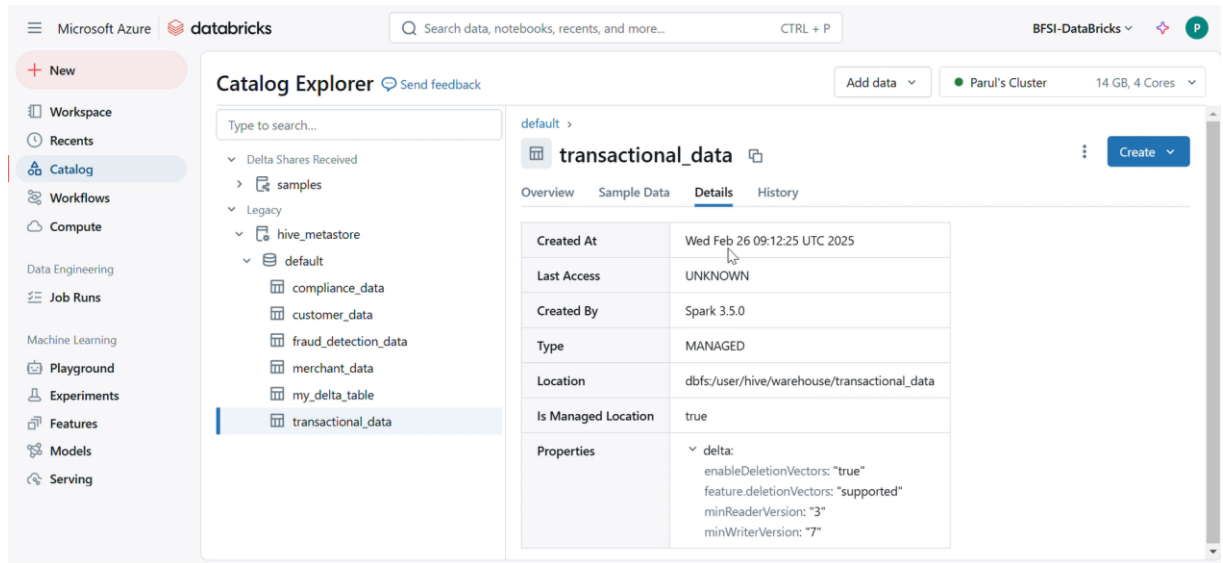 Microsoft Azure databricks
Search data, notebooks, recents, and more... CTRL + P
BFSI-DataBricks
P
New
Workspace
Recents
Catalog
Workflows
Compute
Data Engineering
Job Runs
Machine Learning
Playground
Experiments
Features
Models
Serving
Catalog Explorer Send feedback
Add data
Parul's Cluster 14 GB, 4 Cores
Type to search...
Delta Shares Received
samples
Legacy
hive_metastore
default
compliance_data
customer_data
fraud_detection_data
merchant_data
my_delta_table
transactional_data
default >
transactional_data
Create
Overview Sample Data Details History
Created At Wed Feb 26 09:12:25 UTC 2025
Last Access UNKNOWN
Created By Spark 3.5.0
Type MANAGED
Location dbfs:/user/hive/warehouse/transactional_data
Is Managed Location true
Properties delta:
enableDeletionVectors: "true"
feature.deletionVectors: "supported"
minReaderVersion: "3"
minWriterVersion: "7"